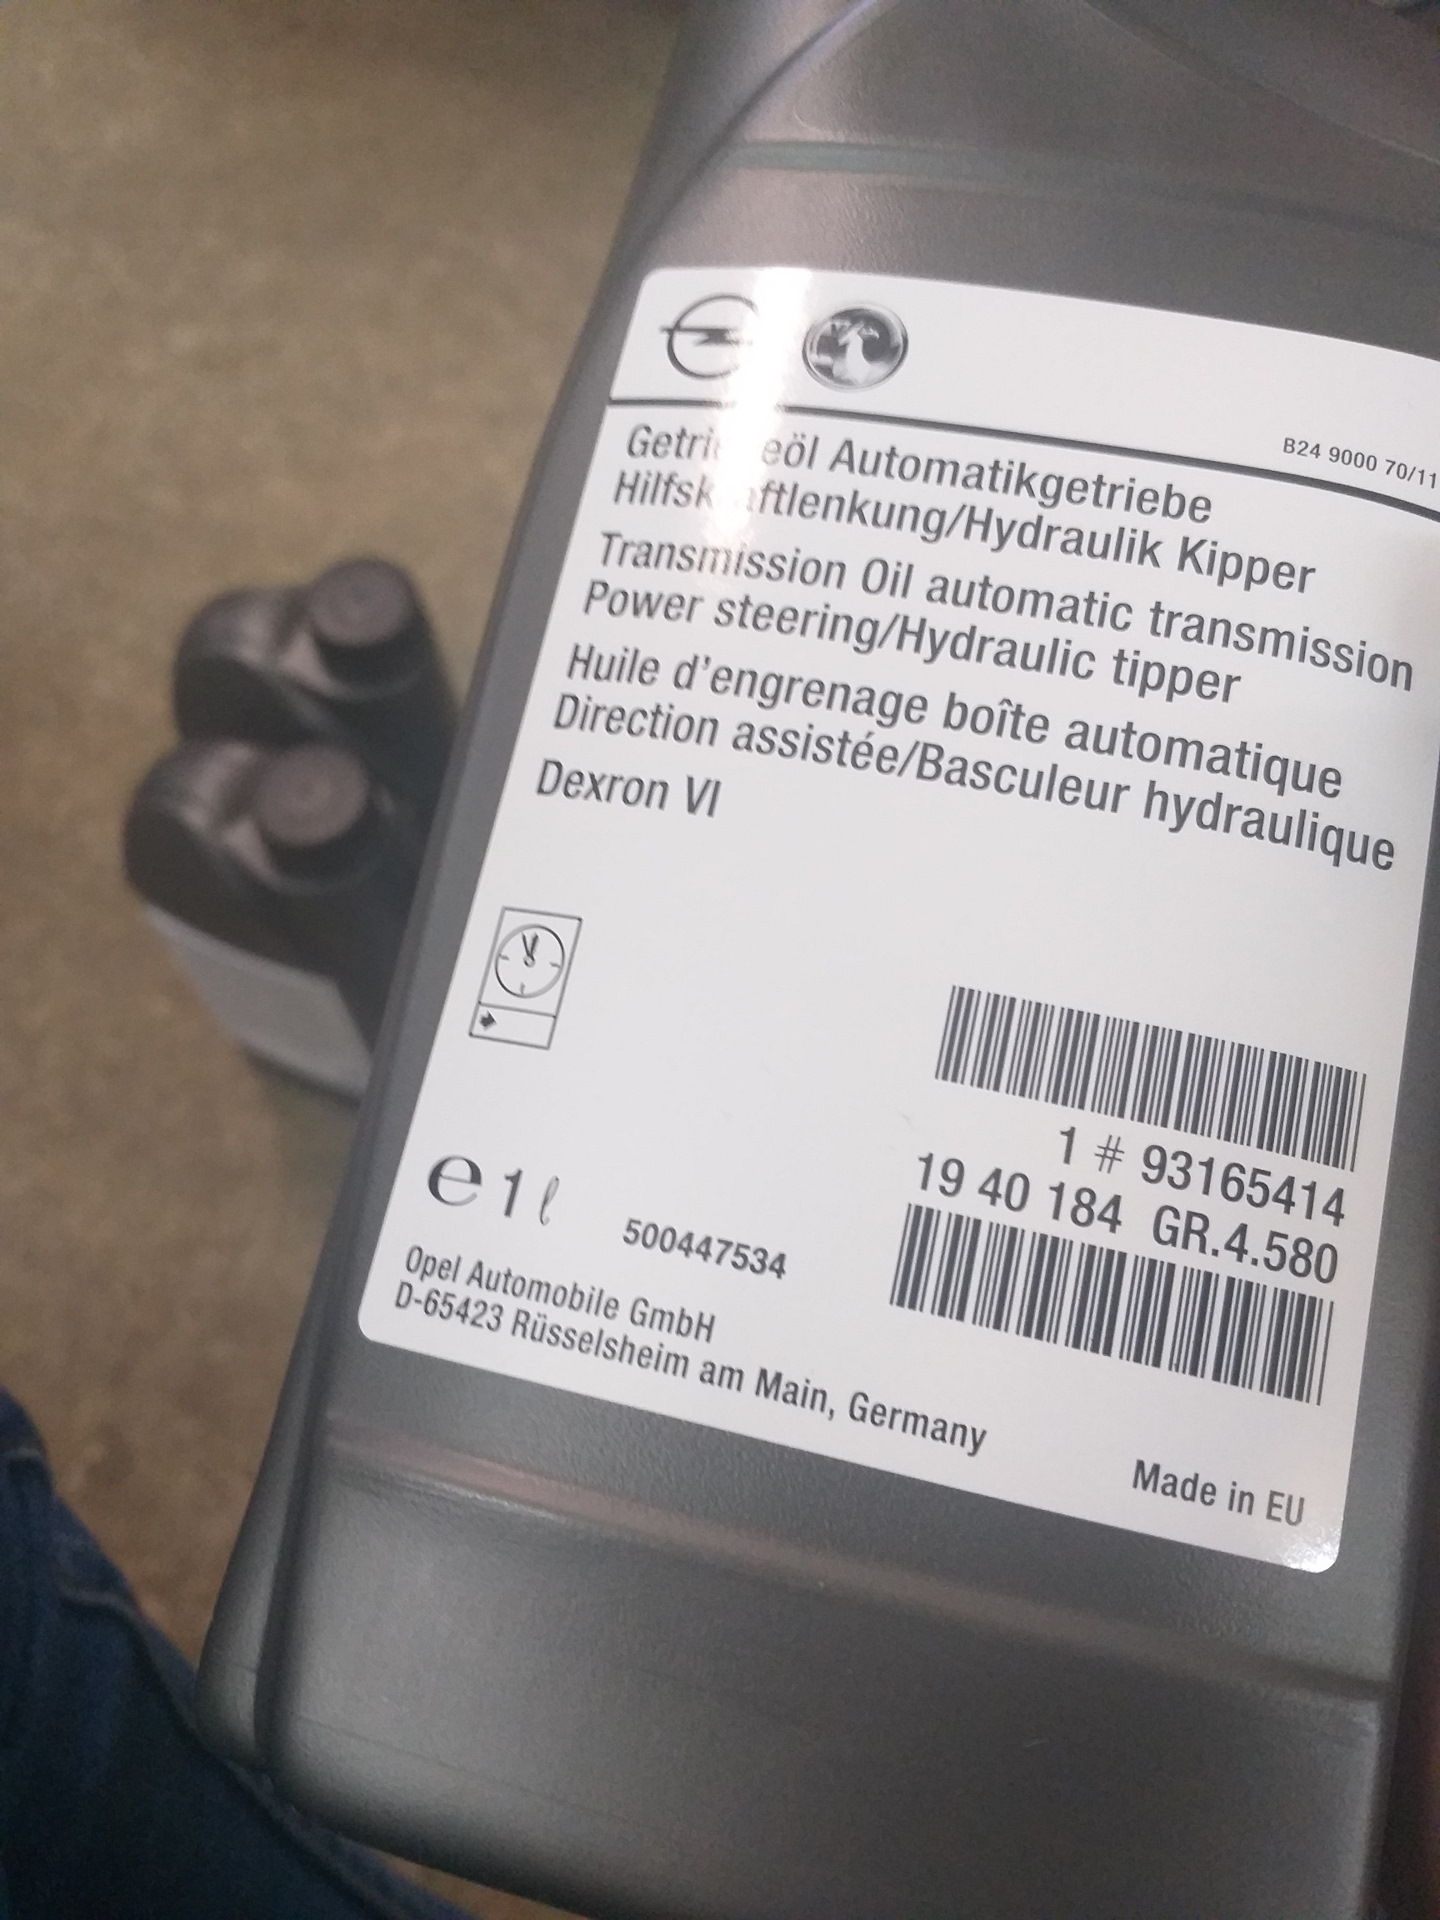 B24 9000 70/11
Getriebeöl Automatikgetriebe
Hilfskraftlenkung/Hydraulik Kipper
Transmission Oil automatic transmission
Power steering/Hydraulic tipper
Huile d'engrenage boîte automatique
Direction assistée/Basculeur hydraulique
Dexron VI
1 # 93165414
19 40 184 GR.4.580
e 1 ℓ
500447534
Opel Automobile GmbH
D-65423 Rüsselsheim am Main, Germany
Made in EU